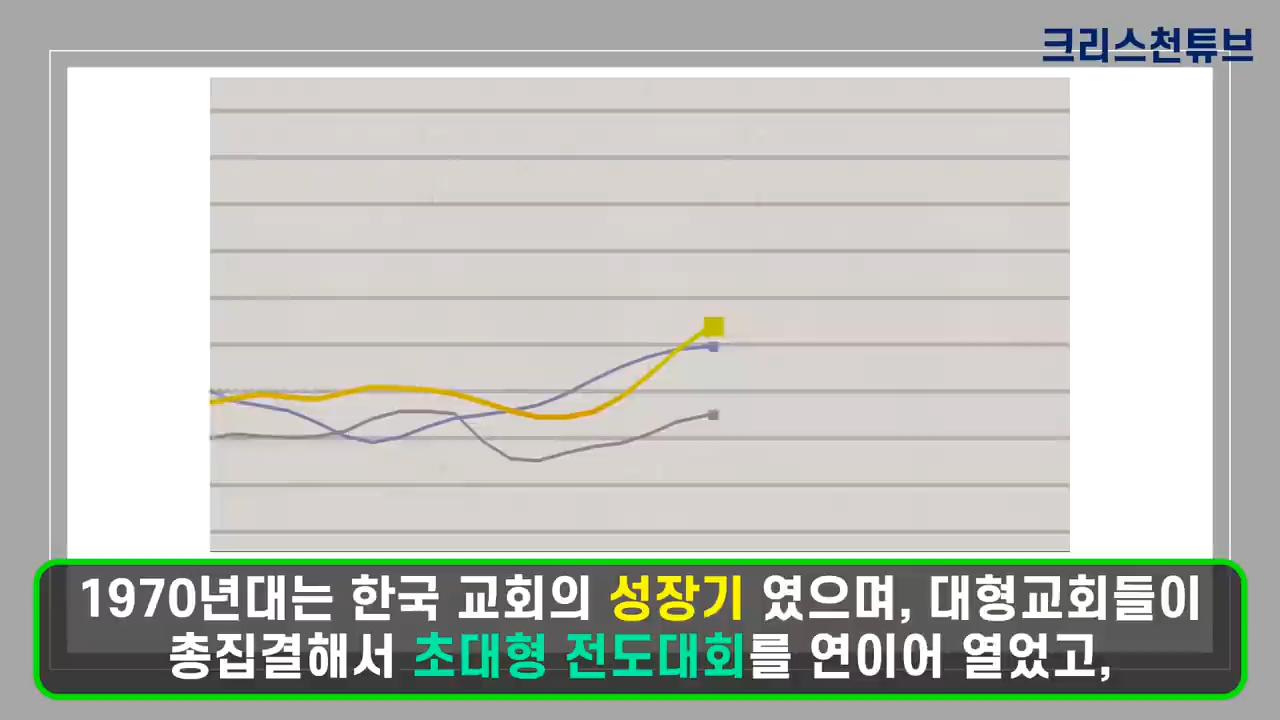 크리스천튜브
1970년대는 한국 교회의 성장기 였으며, 대형교회들이
총집결해서 초대형 전도대회를 연이어 열었고,